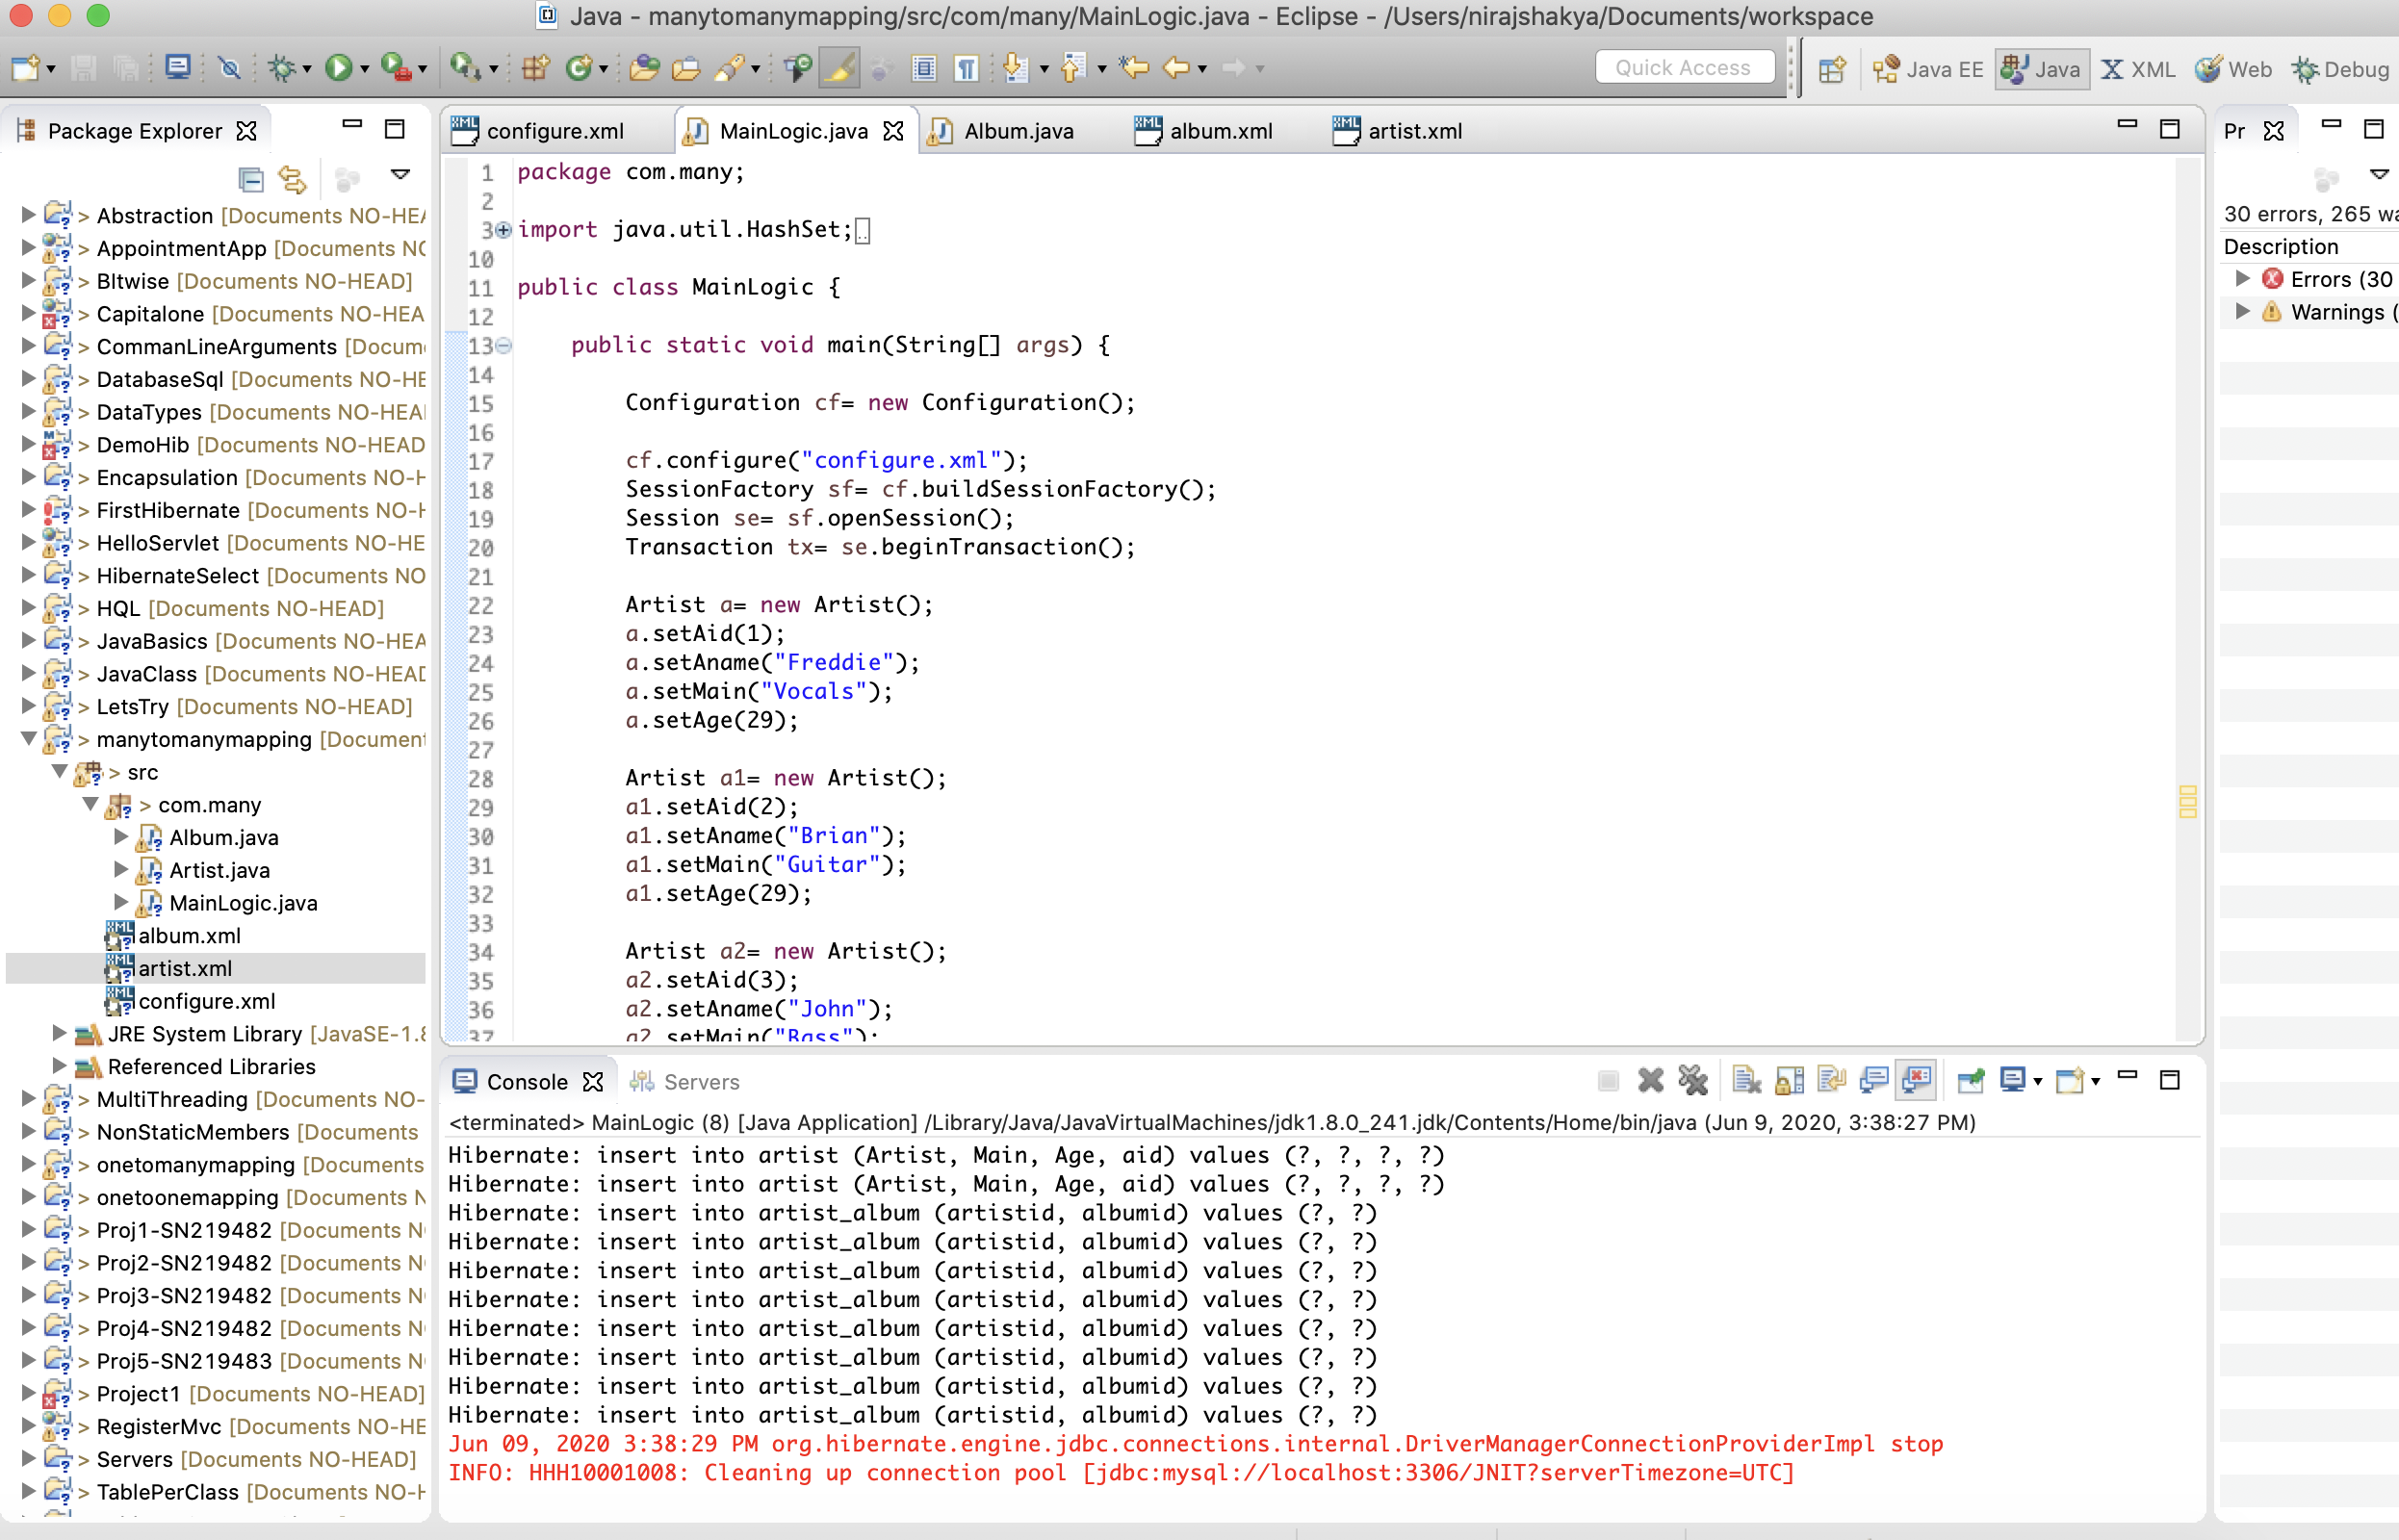 Java - manytomanymapping/src/com/many/MainLogic.java - Eclipse - /Users/nirajshakya/Documents/workspace
Quick Access
Java EE
Java
XML
Web
Debug
Package Explorer
> Abstraction [Documents NO-HEA
> AppointmentApp [Documents NO
> BItwise [Documents NO-HEAD]
> Capitalone [Documents NO-HEA
> CommanLineArguments [Docum
> DatabaseSql [Documents NO-HE
> DataTypes [Documents NO-HEA
> DemoHib [Documents NO-HEAD
> Encapsulation [Documents NO-H
> FirstHibernate [Documents NO-H
> HelloServlet [Documents NO-HE
> HibernateSelect [Documents NO
> HQL [Documents NO-HEAD]
> JavaBasics [Documents NO-HEA
> JavaClass [Documents NO-HEAD
> LetsTry [Documents NO-HEAD]
> manytomanymapping [Document
> src
> com.many
Album.java
Artist.java
MainLogic.java
album.xml
artist.xml
configure.xml
JRE System Library [JavaSE-1.8
Referenced Libraries
> MultiThreading [Documents NO-
> NonStaticMembers [Documents
> onetomanymapping [Documents
> onetoonemapping [Documents N
> Proj1-SN219482 [Documents N
> Proj2-SN219482 [Documents N
> Proj3-SN219482 [Documents N
> Proj4-SN219482 [Documents N
> Proj5-SN219483 [Documents N
> Project1 [Documents NO-HEAD]
> RegisterMvc [Documents NO-HE
> Servers [Documents NO-HEAD]
> TablePerClass [Documents NO-H
configure.xml
MainLogic.java
Album.java
album.xml
artist.xml
1 package com.many;
2
3 import java.util.HashSet;
10
11 public class MainLogic {
12
13 public static void main(String[] args) {
14
15 Configuration cf= new Configuration();
16
17 cf.configure("configure.xml");
18 SessionFactory sf= cf.buildSessionFactory();
19 Session se= sf.openSession();
20 Transaction tx= se.beginTransaction();
21
22 Artist a= new Artist();
23 a.setAid(1);
24 a.setAname("Freddie");
25 a.setMain("Vocals");
26 a.setAge(29);
27
28 Artist a1= new Artist();
29 a1.setAid(2);
30 a1.setAname("Brian");
31 a1.setMain("Guitar");
32 a1.setAge(29);
33
34 Artist a2= new Artist();
35 a2.setAid(3);
36 a2.setAname("John");
37 a2.setMain("Bass");
Console
Servers
<terminated> MainLogic (8) [Java Application] /Library/Java/JavaVirtualMachines/jdk1.8.0_241.jdk/Contents/Home/bin/java (Jun 9, 2020, 3:38:27 PM)
Hibernate: insert into artist (Artist, Main, Age, aid) values (?, ?, ?, ?)
Hibernate: insert into artist (Artist, Main, Age, aid) values (?, ?, ?, ?)
Hibernate: insert into artist_album (artistid, albumid) values (?, ?)
Hibernate: insert into artist_album (artistid, albumid) values (?, ?)
Hibernate: insert into artist_album (artistid, albumid) values (?, ?)
Hibernate: insert into artist_album (artistid, albumid) values (?, ?)
Hibernate: insert into artist_album (artistid, albumid) values (?, ?)
Hibernate: insert into artist_album (artistid, albumid) values (?, ?)
Hibernate: insert into artist_album (artistid, albumid) values (?, ?)
Hibernate: insert into artist_album (artistid, albumid) values (?, ?)
Jun 09, 2020 3:38:29 PM org.hibernate.engine.jdbc.connections.internal.DriverManagerConnectionProviderImpl stop
INFO: HHH10001008: Cleaning up connection pool [jdbc:mysql://localhost:3306/JNIT?serverTimezone=UTC]
Pr
30 errors, 265 wa
Description
Errors (30
Warnings (